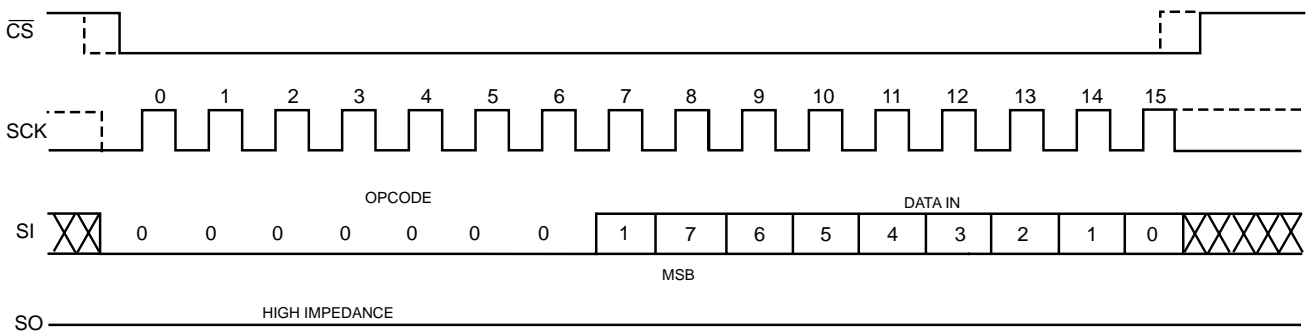 CS
0 1 2 3 4 5 6 7 8 9 10 11 12 13 14 15
SCK
OPCODE DATA IN
SI 0 0 0 0 0 0 0 1 7 6 5 4 3 2 1 0
MSB
HIGH IMPEDANCE
SO